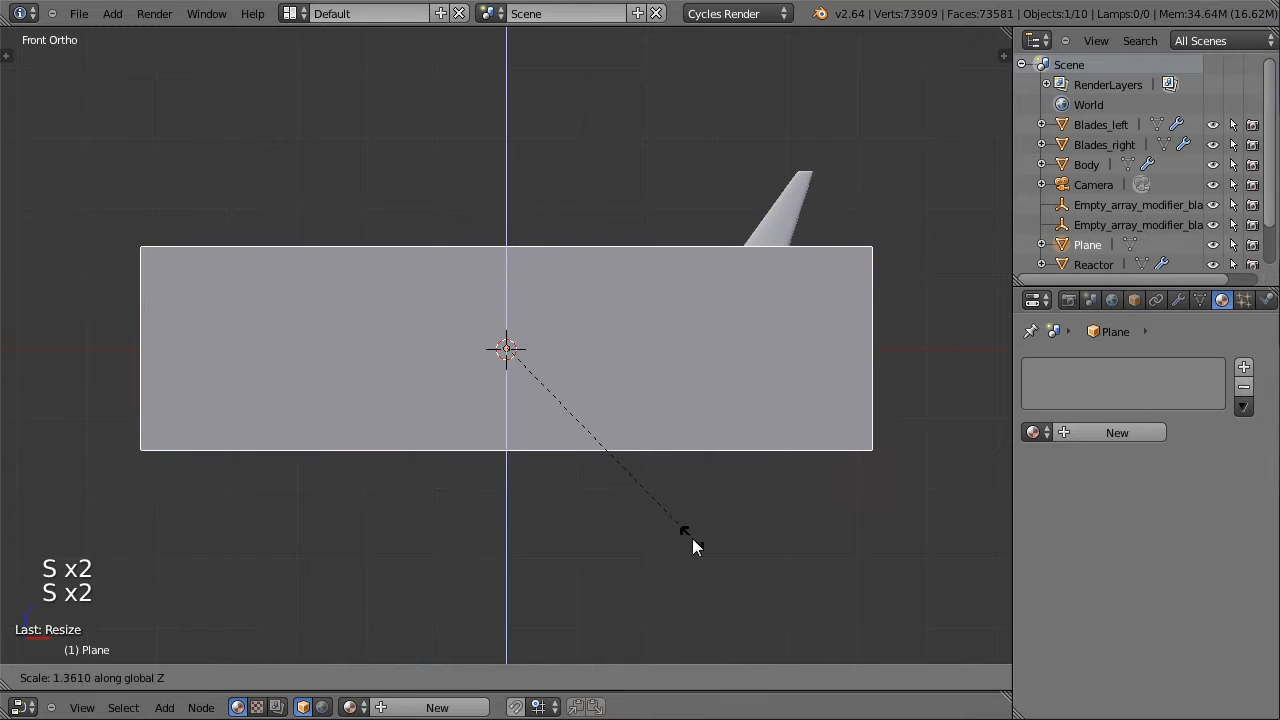 File Add Render Window Help Default Scene Cycles Render v2.64 | Verts:73909 | Faces:73581 | Objects:1/10 | Lamps:0/0 | Mem:34.64M (16.62M)
Front Ortho
View Search All Scenes
Scene
RenderLayers
World
Blades_left
Blades_right
Body
Camera
Empty_array_modifier_bla
Empty_array_modifier_bla
Plane
Reactor
Plane
New
S x2
S x2
Last: Resize
(1) Plane
Scale: 1.3610 along global Z
View Select Add Node New